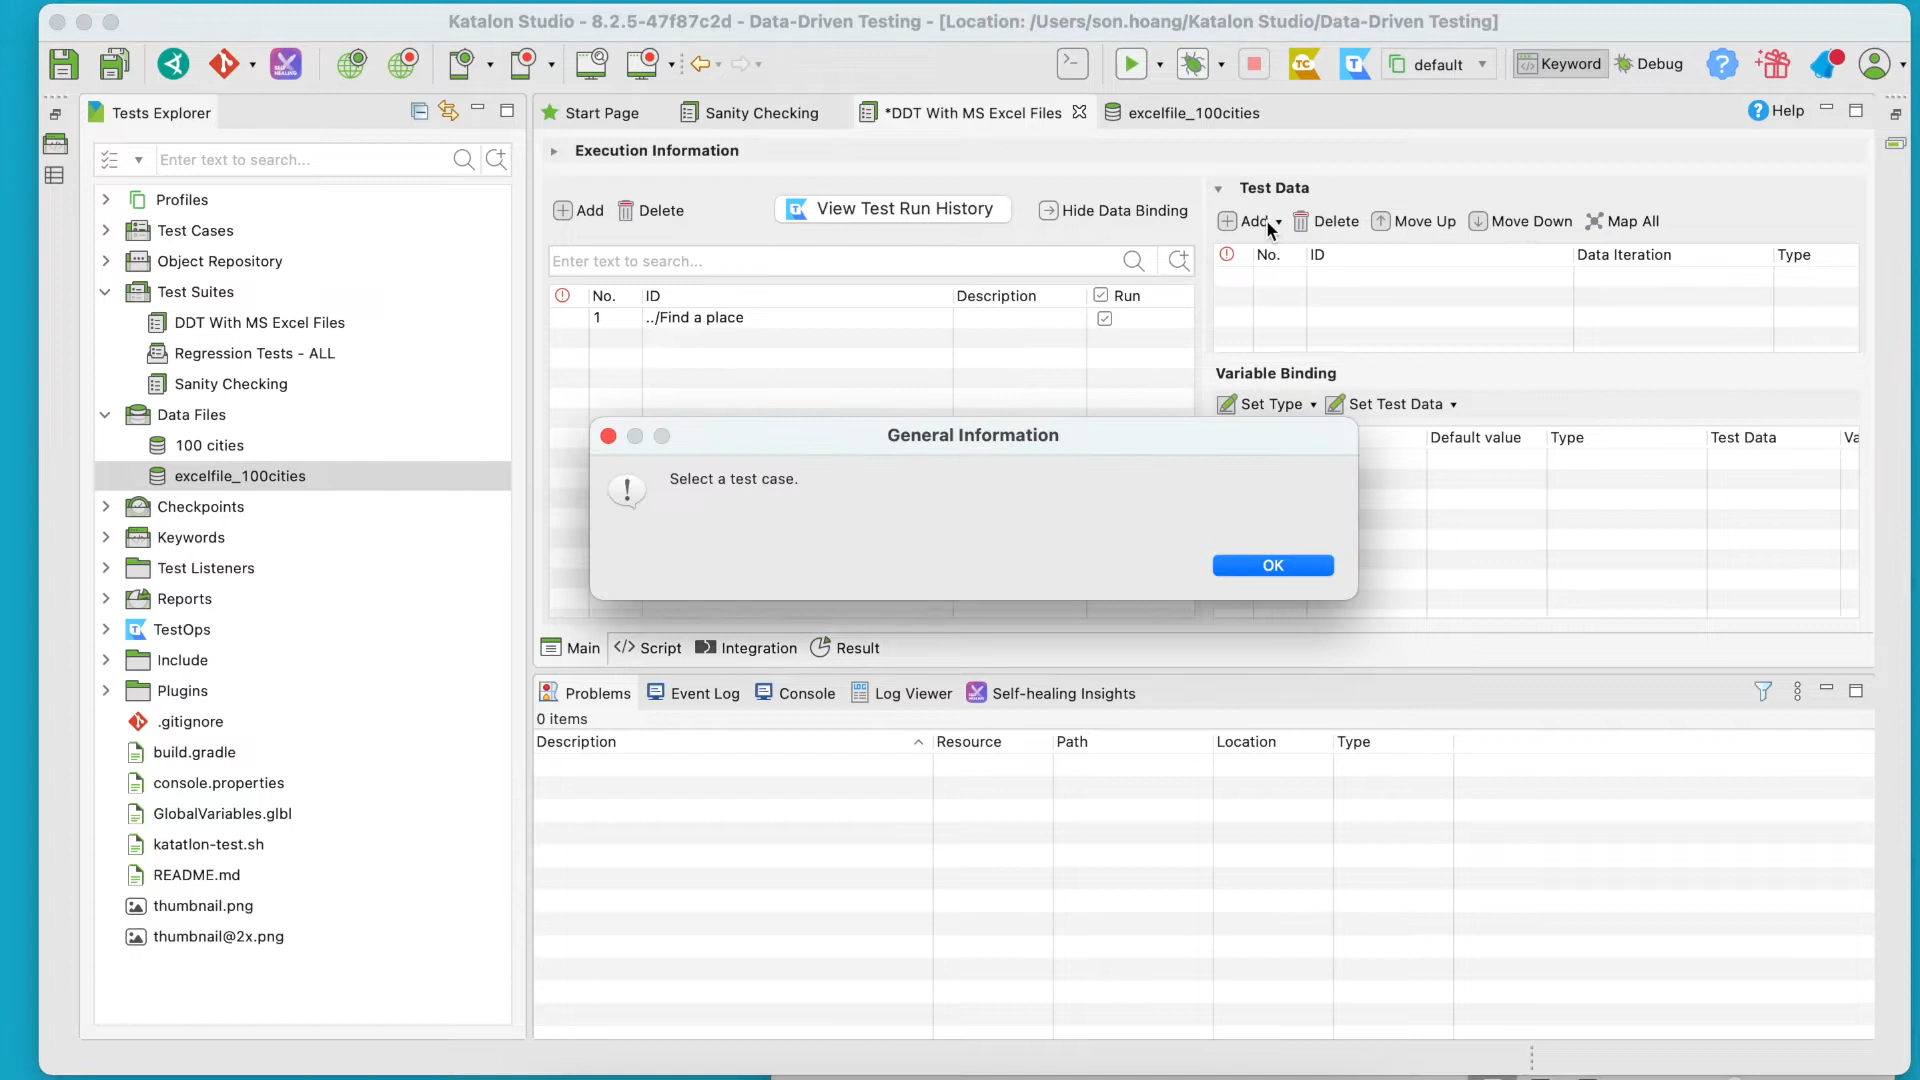 Katalon Studio - 8.2.5-47f87c2d - Data-Driven Testing - [Location: /Users/son.hoang/Katalon Studio/Data-Driven Testing]
SELF HEALING
TC
T
default
Keyword
Debug
Tests Explorer
Start Page
Sanity Checking
*DDT With MS Excel Files
excelfile_100cities
Help
Enter text to search...
Profiles
Test Cases
Object Repository
Test Suites
DDT With MS Excel Files
Regression Tests - ALL
Sanity Checking
Data Files
100 cities
excelfile_100cities
Checkpoints
Keywords
Test Listeners
Reports
TestOps
Include
Plugins
.gitignore
build.gradle
console.properties
GlobalVariables.glbl
katatlon-test.sh
README.md
thumbnail.png
thumbnail@2x.png
Execution Information
Add
Delete
View Test Run History
Hide Data Binding
Enter text to search...
No.
ID
Description
Run
1
../Find a place
Test Data
Add
Delete
Move Up
Move Down
Map All
No.
ID
Data Iteration
Type
Variable Binding
Set Type
Set Test Data
Default value
Type
Test Data
Va
General Information
Select a test case.
OK
Main
Script
Integration
Result
Problems
Event Log
Console
Log Viewer
Self-healing Insights
0 items
Description
Resource
Path
Location
Type